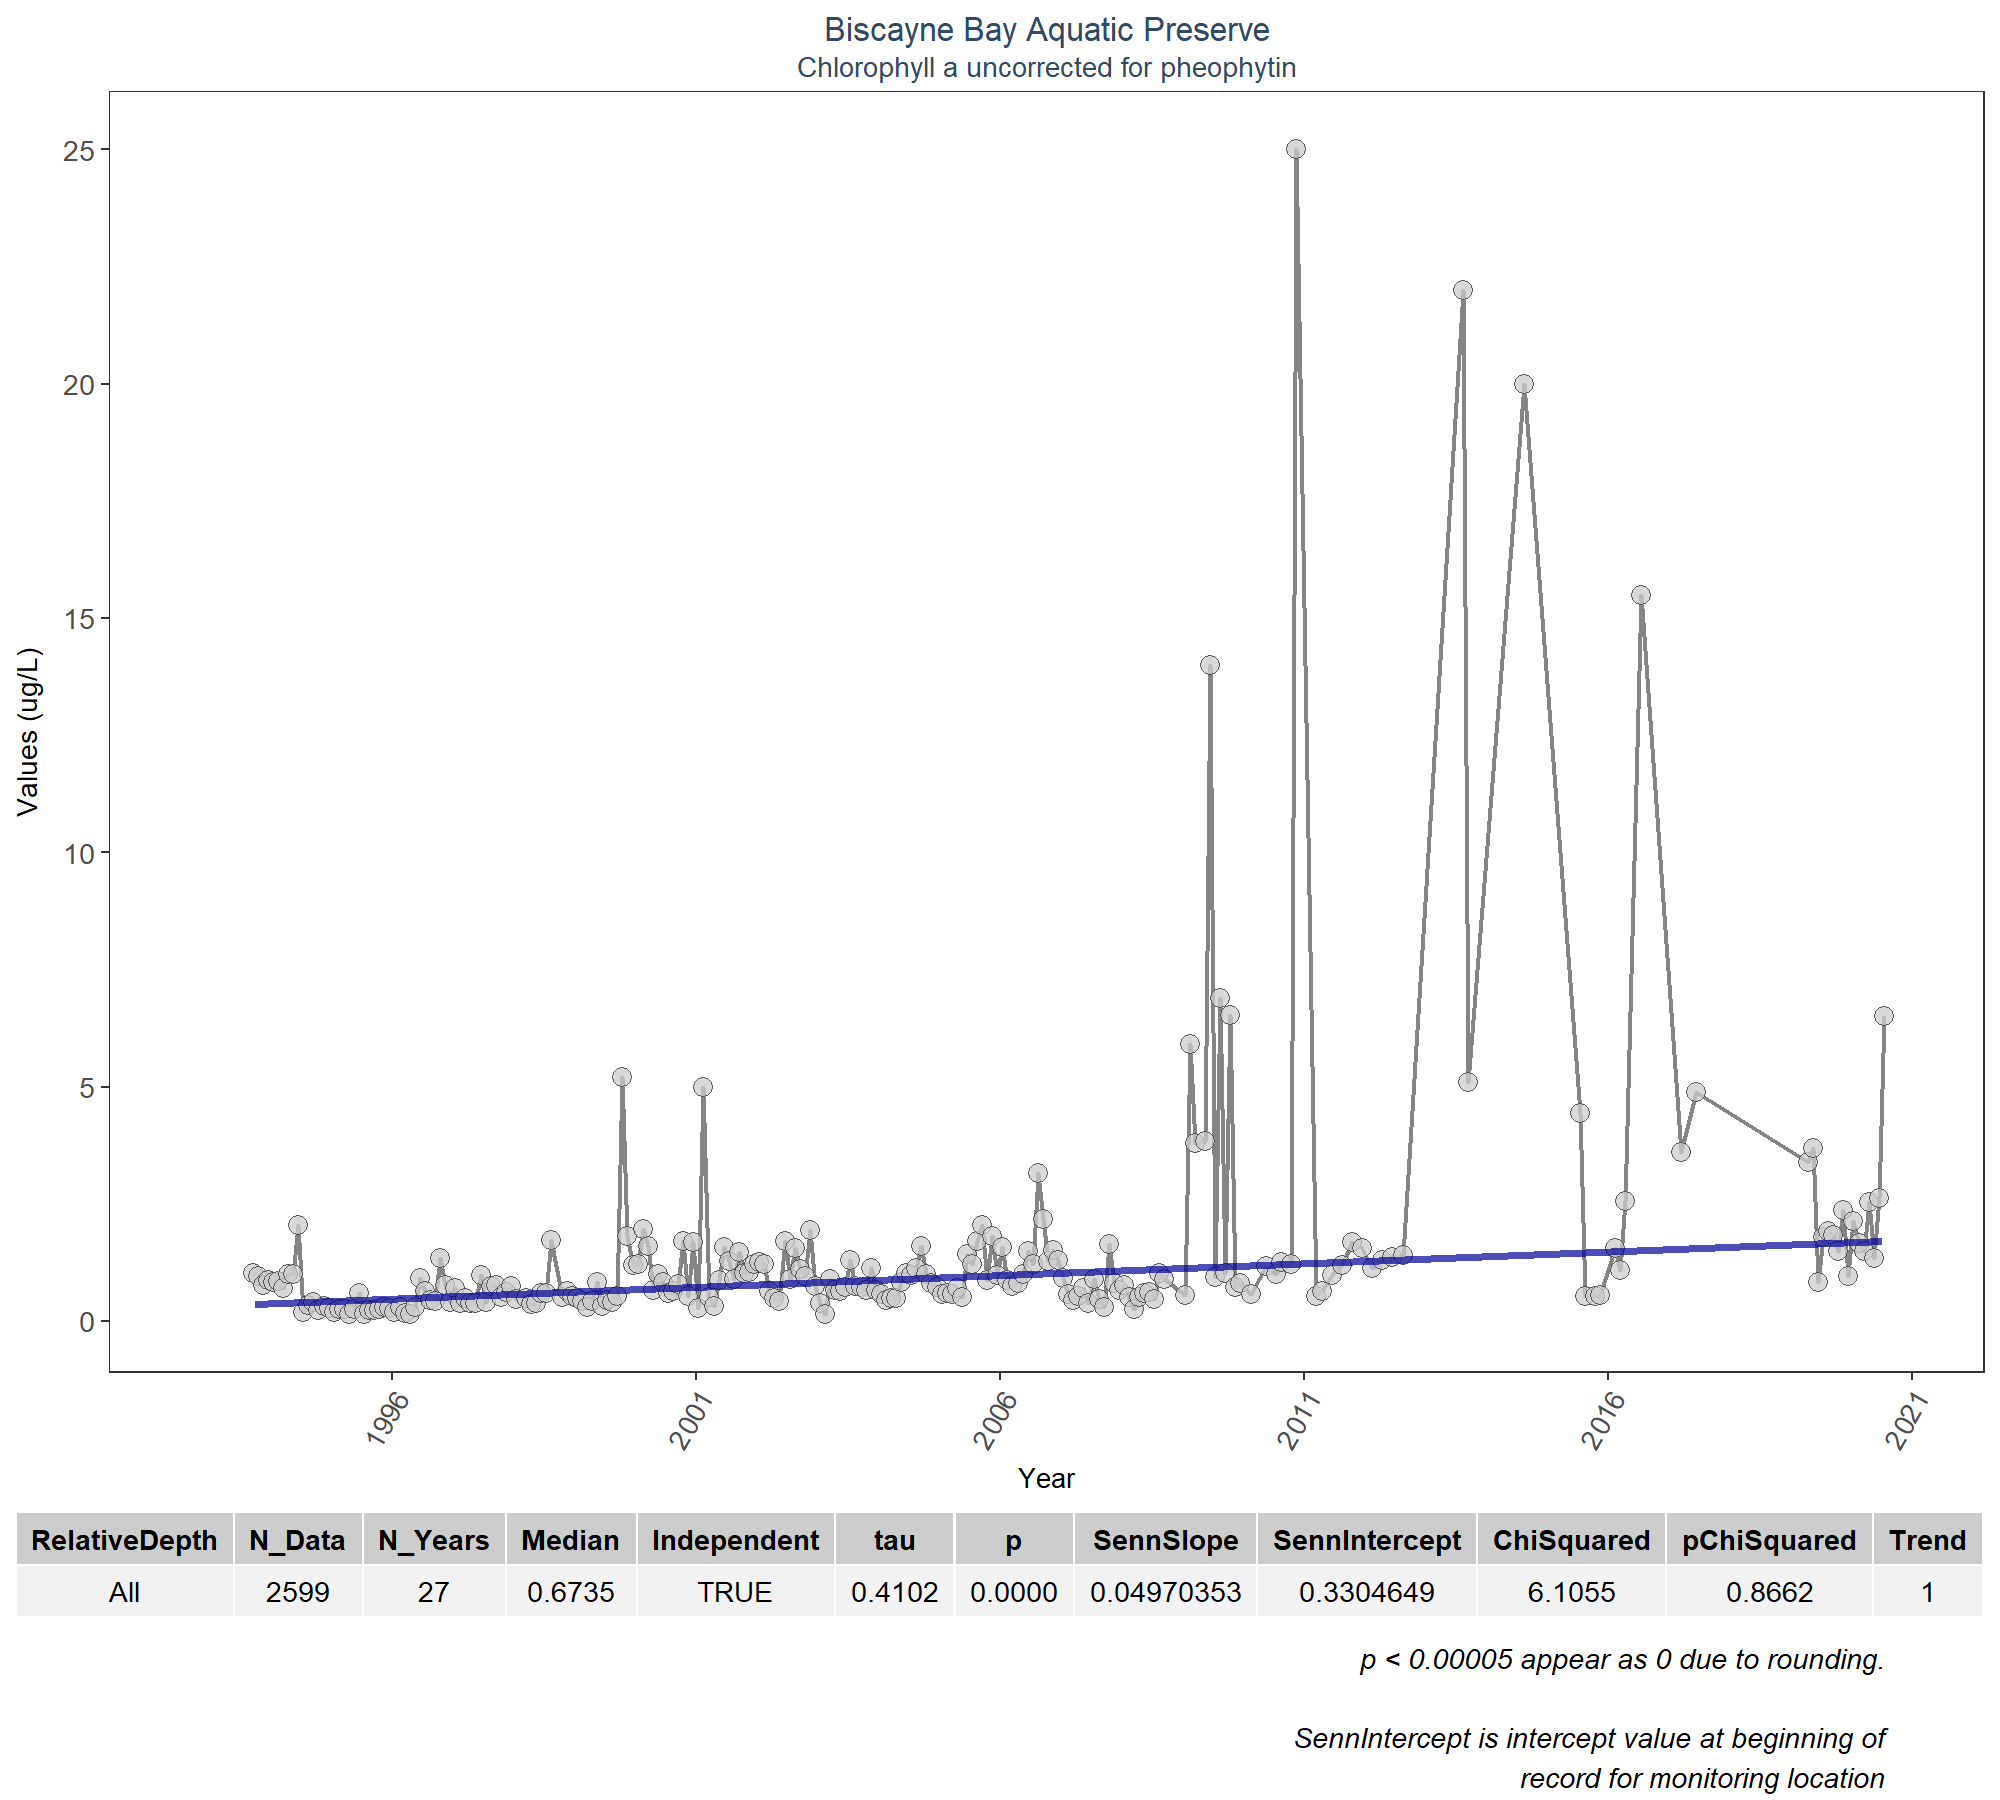 Biscayne Bay Aquatic Preserve
Chlorophyll a uncorrected for pheophytin
25
20
15
10
5
0
Values (ug/L)
1996 2001 2006 2011 2016 2021
Year
RelativeDepth N_Data N_Years Median Independent tau p SennSlope SennIntercept ChiSquared pChiSquared Trend
All 2599 27 0.6735 TRUE 0.4102 0.0000 0.04970353 0.3304649 6.1055 0.8662 1
p < 0.00005 appear as 0 due to rounding.
SennIntercept is intercept value at beginning of
record for monitoring location